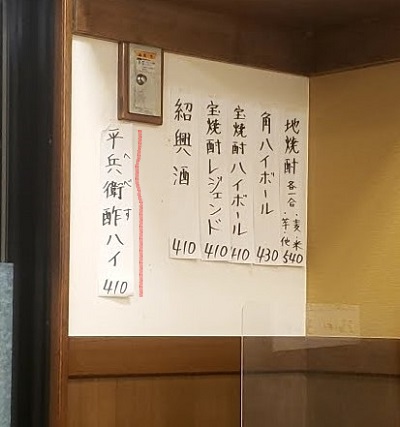 地焼酎 各一合・麦・米・芋・他 540
角ハイボール 430
宝焼酎ハイボール 410
宝焼酎レジェンド 410
紹興酒 410
平兵衛酢ハイ 410
へべす